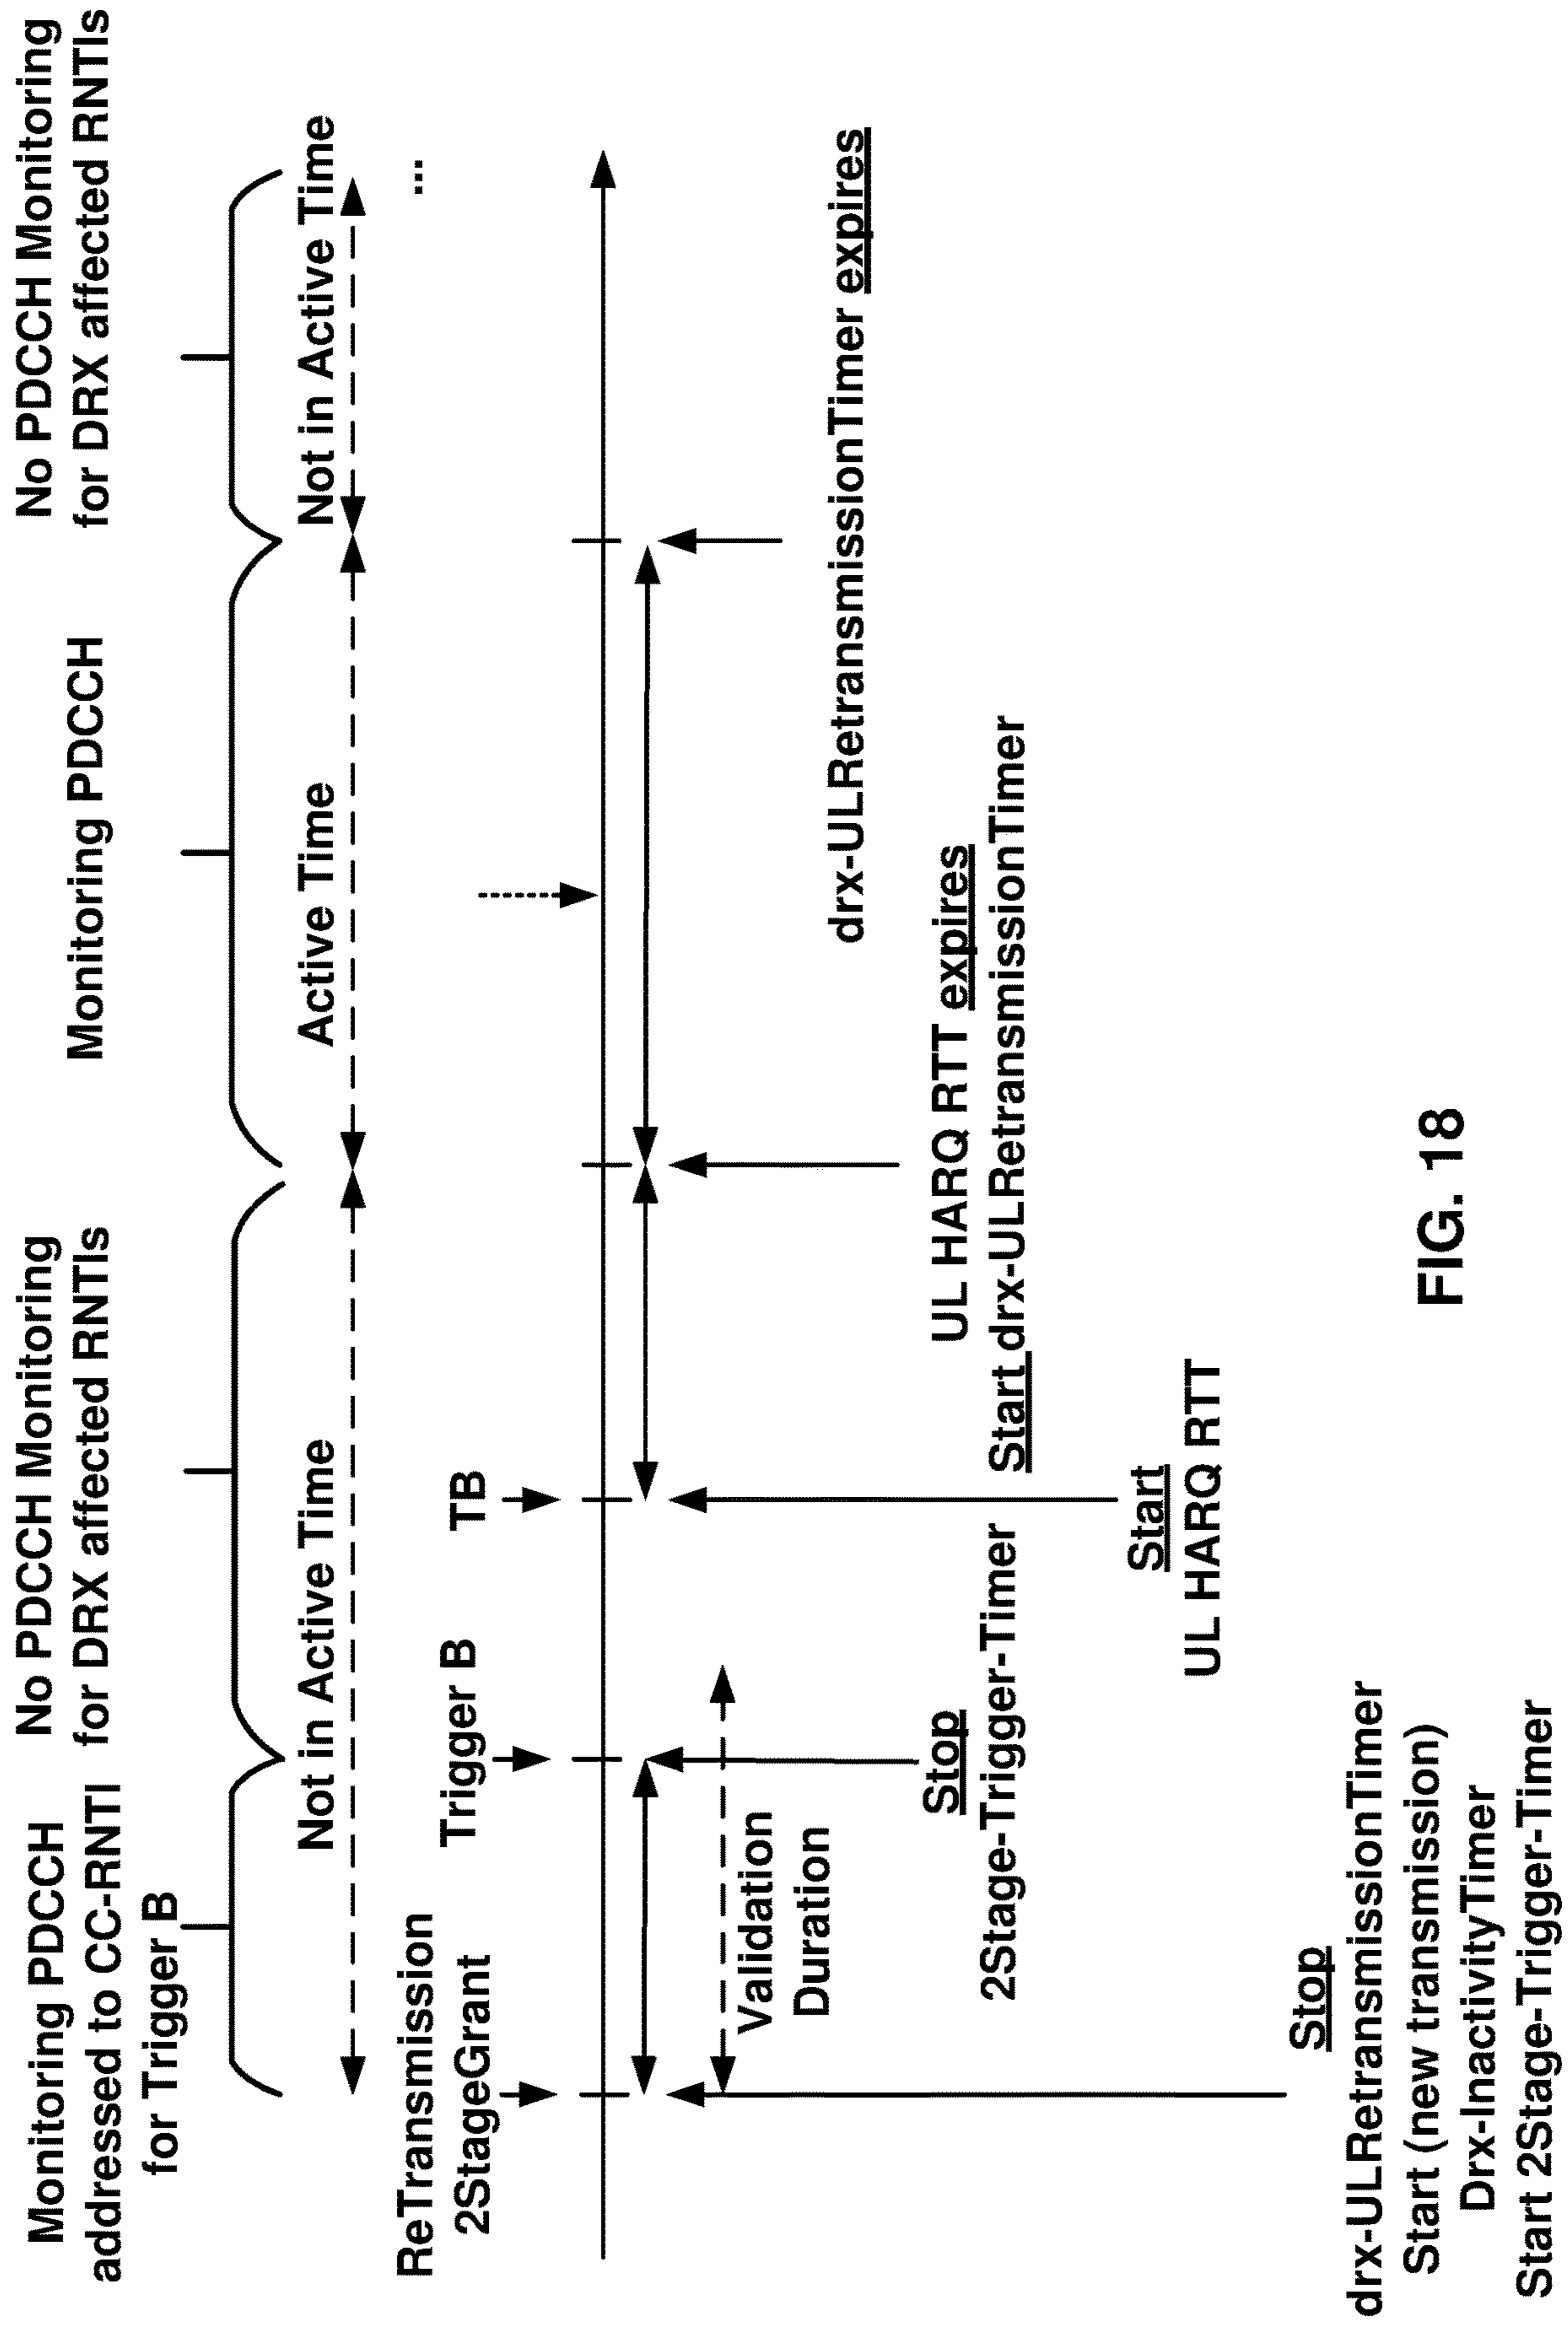 Monitoring PDCCH
addressed to CC-RNTI
for Trigger B
No PDCCH Monitoring
for DRX affected RNTIs
Monitoring PDCCH
No PDCCH Monitoring
for DRX affected RNTIs
Not in Active Time
Active Time
Not in Active Time
ReTransmission
2StageGrant
Trigger B
TB
...
Validation
Duration
Stop
2Stage-Trigger-Timer
UL HARQ RTT expires
Start drx-ULRetransmissionTimer
drx-ULRetransmissionTimer expires
Start
UL HARQ RTT
Stop
drx-ULRetransmissionTimer
Start (new transmission)
Drx-InactivityTimer
Start 2Stage-Trigger-Timer
FIG. 18